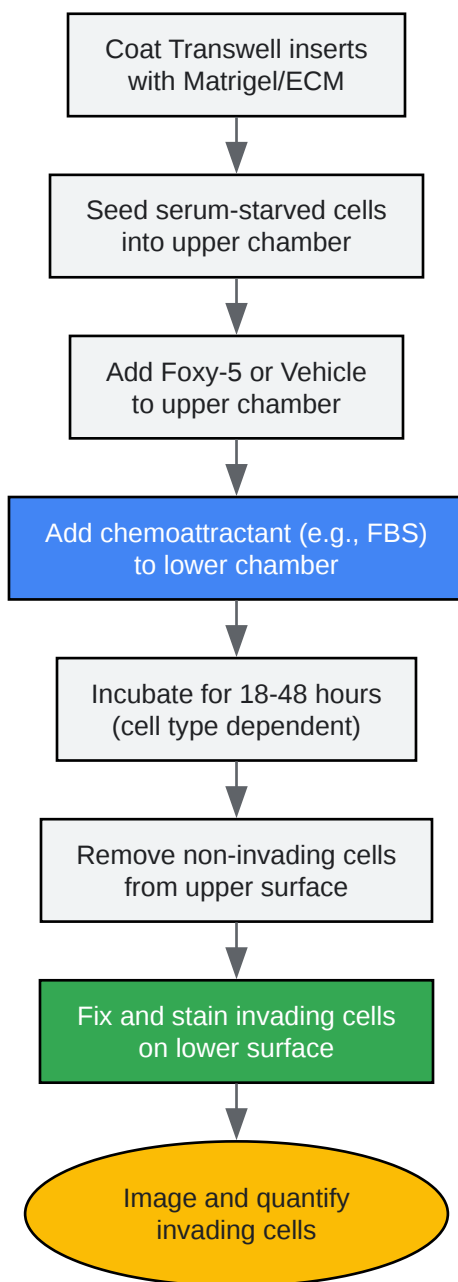 Coat Transwell inserts
with Matrigel/ECM
Seed serum-starved cells
into upper chamber
Add Foxy-5 or Vehicle
to upper chamber
Add chemoattractant (e.g., FBS)
to lower chamber
Incubate for 18-48 hours
(cell type dependent)
Remove non-invading cells
from upper surface
Fix and stain invading cells
on lower surface
Image and quantify
invading cells